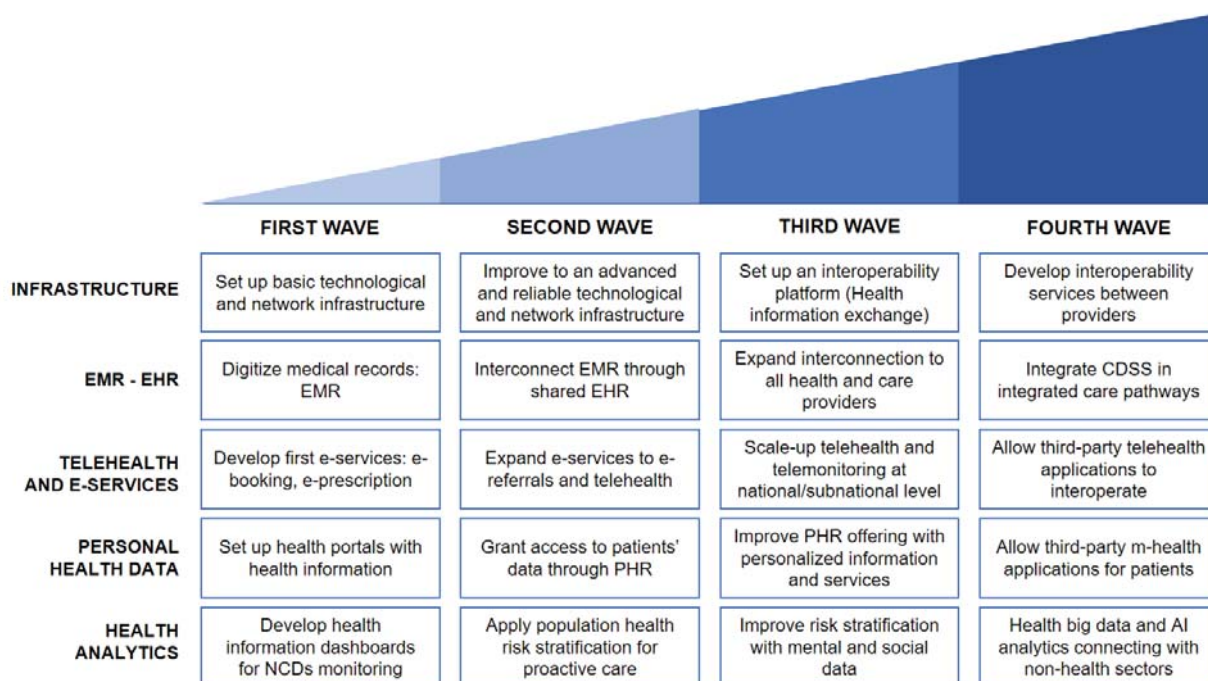 FIRST WAVE
SECOND WAVE
THIRD WAVE
FOURTH WAVE
INFRASTRUCTURE
Set up basic technological
and network infrastructure
Improve to an advanced
and reliable technological
and network infrastructure
Set up an interoperability
platform (Health
information exchange)
Develop interoperability
services between
providers
EMR - EHR
Digitize medical records:
EMR
Interconnect EMR through
shared EHR
Expand interconnection to
all health and care
providers
Integrate CDSS in
integrated care pathways
TELEHEALTH
AND E-SERVICES
Develop first e-services: e-
booking, e-prescription
Expand e-services to e-
referrals and telehealth
Scale-up telehealth and
telemonitoring at
national/subnational level
Allow third-party telehealth
applications to
interoperate
PERSONAL
HEALTH DATA
Set up health portals with
health information
Grant access to patients'
data through PHR
Improve PHR offering with
personalized information
and services
Allow third-party m-health
applications for patients
HEALTH
ANALYTICS
Develop health
information dashboards
for NCDs monitoring
Apply population health
risk stratification for
proactive care
Improve risk stratification
with mental and social
data
Health big data and AI
analytics connecting with
non-health sectors